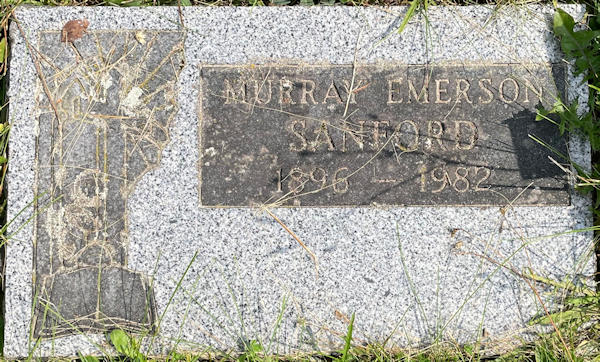 MURRAY EMERSON
SANFORD
1896 — 1982